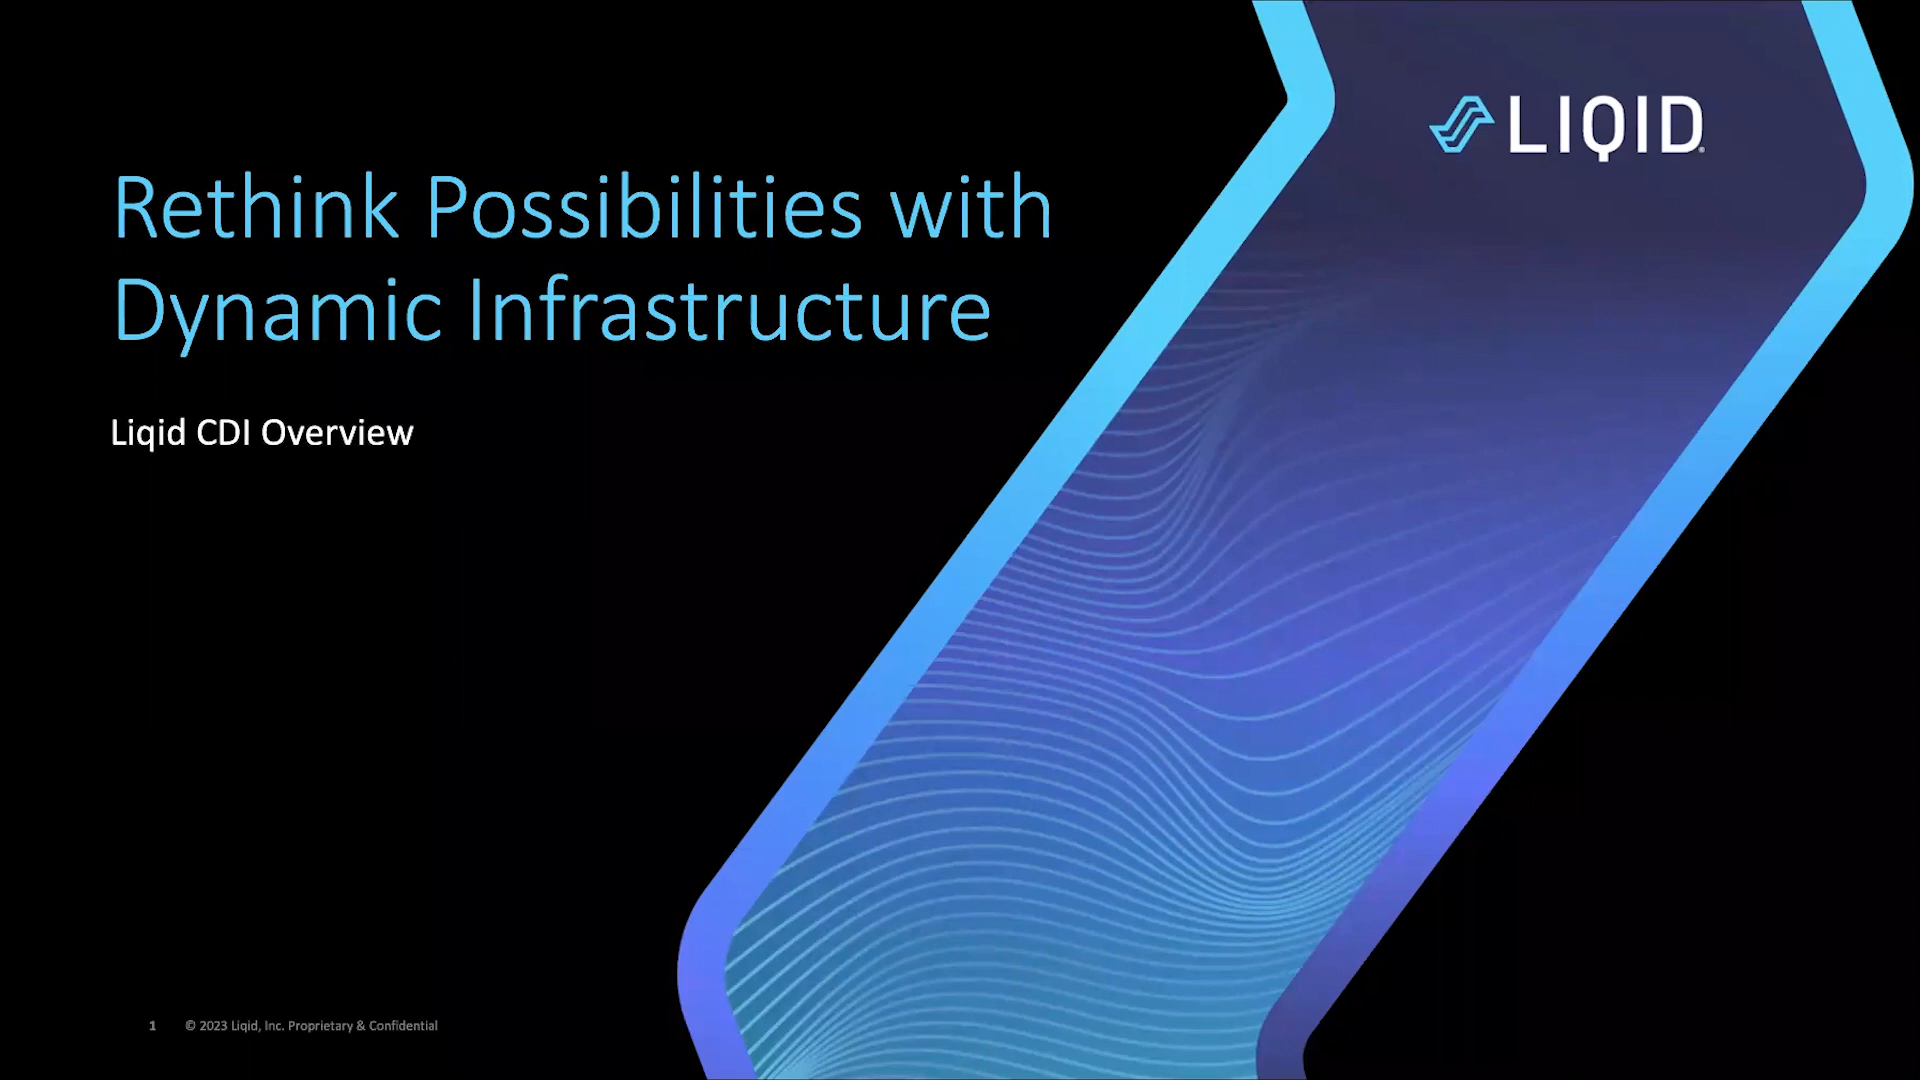 LIQID
Rethink Possibilities with
Dynamic Infrastructure
Liqid CDI Overview
1 © 2023 Liqid, Inc. Proprietary & Confidential